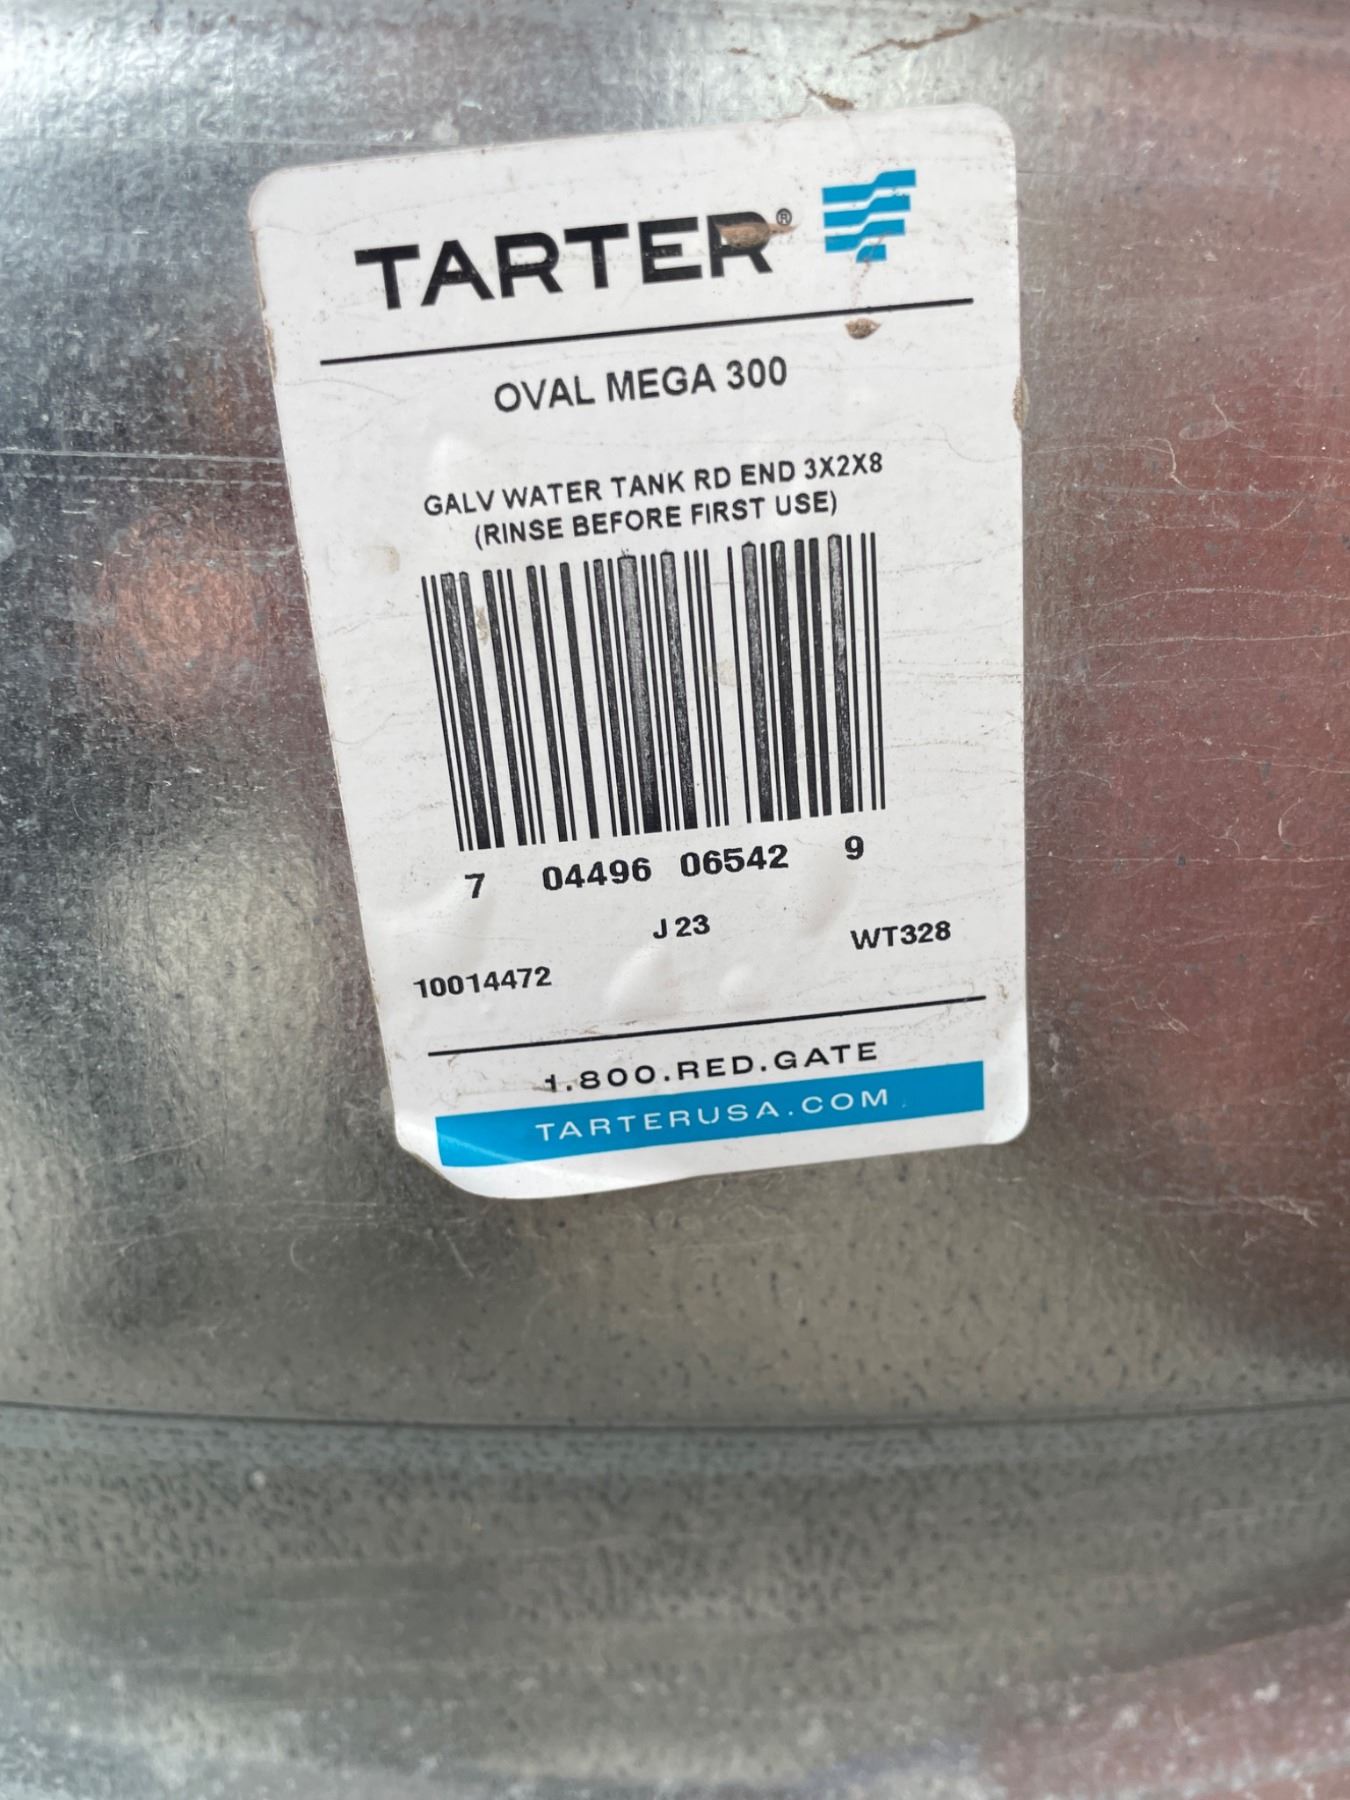 TARTER®
OVAL MEGA 300
GALV WATER TANK RD END 3X2X8
(RINSE BEFORE FIRST USE)
7 04496 06542 9
J 23
WT328
10014472
1.800.RED.GATE
TARTERUSA.COM